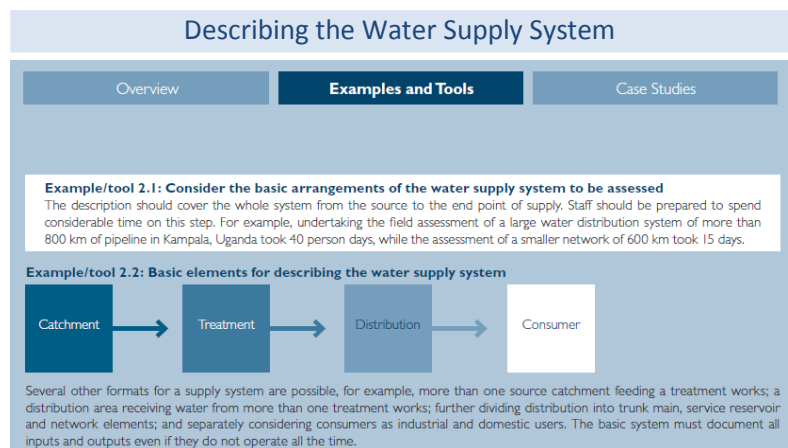 Describing the Water Supply System
Overview
Examples and Tools
Case Studies
Example/tool 2.1: Consider the basic arrangements of the water supply system to be assessed
The description should cover the whole system from the source to the end point of supply. Staff should be prepared to spend
considerable time on this step. For example, undertaking the field assessment of a large water distribution system of more than
800 km of pipeline in Kampala, Uganda took 40 person days, while the assessment of a smaller network of 600 km took 15 days.
Example/tool 2.2: Basic elements for describing the water supply system
Catchment
Treatment
Distribution
Consumer
Several other formats for a supply system are possible, for example, more than one source catchment feeding a treatment works; a
distribution area receiving water from more than one treatment works; further dividing distribution into trunk main, service reservoir
and network elements; and separately considering consumers as industrial and domestic users. The basic system must document all
inputs and outputs even if they do not operate all the time.